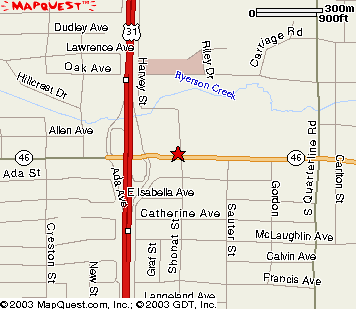 MAPQUEST
300m
900ft
Dudley Ave
31
Lawrence Ave
Oak Ave
Harvey St
Riley Dr
Carriage Rd
Hillcrest Dr
Ryerson Creek
Allen Ave
S Quarterline Rd
Carlton St
46
46
Ada St
Ada Ave
E Isabella Ave
Catherine Ave
Gordon
Creston St
New St
Graf St
Shonat St
Sauter St
McLaughlin Ave
Calvin Ave
Francis Ave
Langeland Ave
©2003 MapQuest.com, Inc.; ©2003 GDT, Inc.